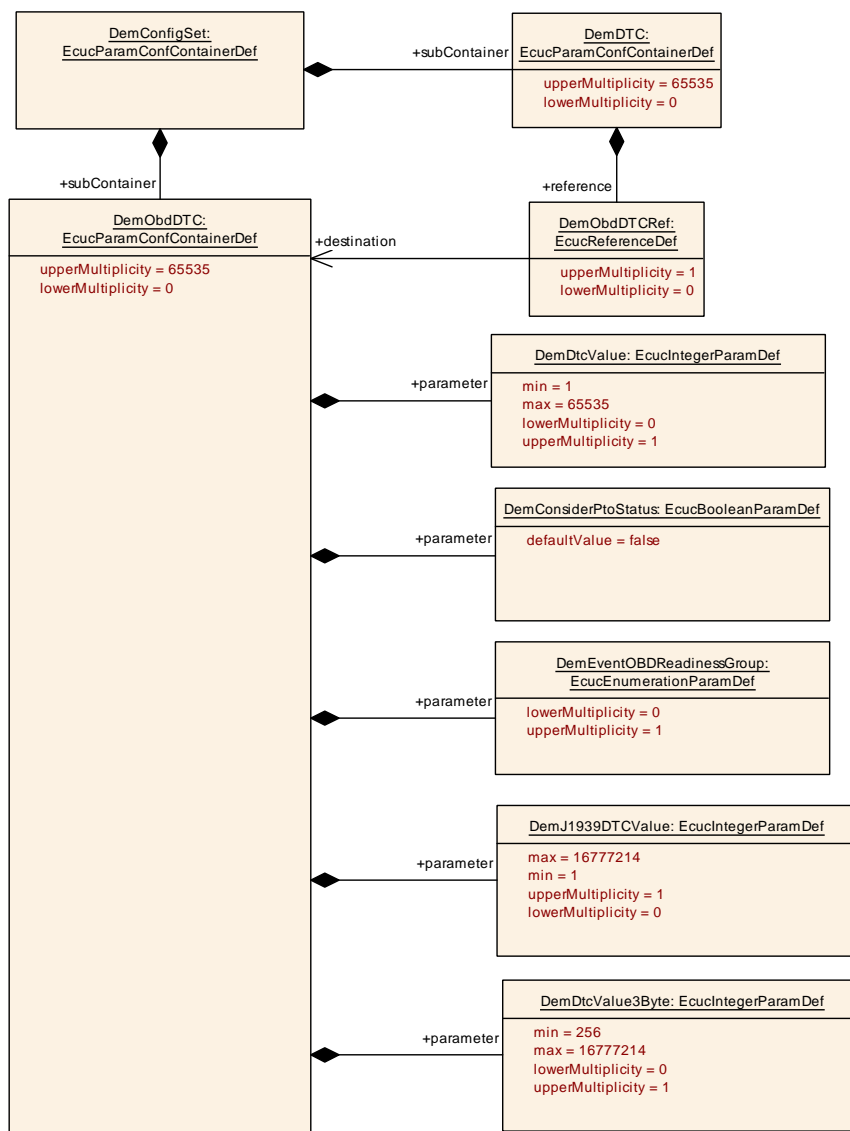 DemConfigSet:
EcucParamConfContainerDef
+subContainer
DemDTC:
EcucParamConfContainerDef
upperMultiplicity = 65535
lowerMultiplicity = 0
+subContainer
+reference
DemObdDTC:
EcucParamConfContainerDef
upperMultiplicity = 65535
lowerMultiplicity = 0
+destination
DemObdDTCRef:
EcucReferenceDef
upperMultiplicity = 1
lowerMultiplicity = 0
+parameter
DemDtcValue: EcucIntegerParamDef
min = 1
max = 65535
lowerMultiplicity = 0
upperMultiplicity = 1
+parameter
DemConsiderPtoStatus: EcucBooleanParamDef
defaultValue = false
+parameter
DemEventOBDReadinessGroup:
EcucEnumerationParamDef
lowerMultiplicity = 0
upperMultiplicity = 1
+parameter
DemJ1939DTCValue: EcucIntegerParamDef
max = 16777214
min = 1
upperMultiplicity = 1
lowerMultiplicity = 0
+parameter
DemDtcValue3Byte: EcucIntegerParamDef
min = 256
max = 16777214
lowerMultiplicity = 0
upperMultiplicity = 1